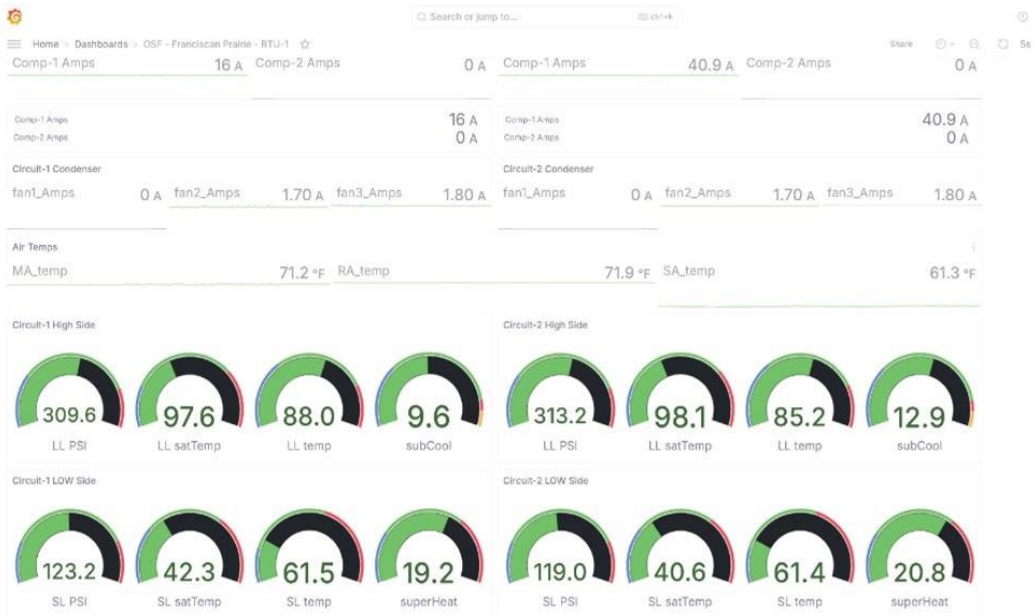 Search or jump to... ctrl+k
Home > Dashboards > OSF - Franciscan Prairie - RTU-1 Share 5s
Comp-1 Amps 16 A Comp-2 Amps 0 A Comp-1 Amps 40.9 A Comp-2 Amps 0 A
Comp-1 Amps 16 A Comp-1 Amps 40.9 A
Comp-2 Amps 0 A Comp-2 Amps 0 A
Circuit-1 Condenser Circuit-2 Condenser
fan1_Amps 0 A fan2_Amps 1.70 A fan3_Amps 1.80 A fan1_Amps 0 A fan2_Amps 1.70 A fan3_Amps 1.80 A
Air Temps
MA_temp 71.2 °F RA_temp 71.9 °F SA_temp 61.3 °F
Circuit-1 High Side Circuit-2 High Side
309.6 97.6 88.0 9.6 313.2 98.1 85.2 12.9
LL PSI LL satTemp LL temp subCool LL PSI LL satTemp LL temp subCool
Circuit-1 LOW Side Circuit-2 LOW Side
123.2 42.3 61.5 19.2 119.0 40.6 61.4 20.8
SL PSI SL satTemp SL temp superHeat SL PSI SL satTemp SL temp superHeat